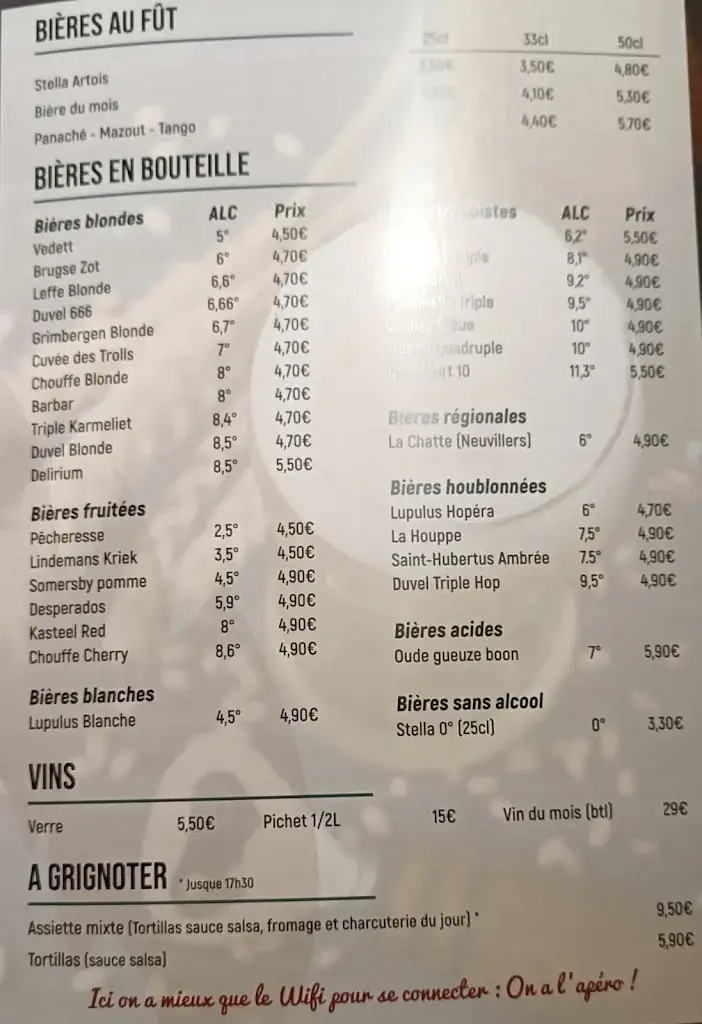 BIÈRES AU FÛT
25cl 33cl 50cl
Stella Artois 3,50€ 4,80€
Bière du mois 4,10€ 5,30€
Panaché - Mazout - Tango 4,40€ 5,70€
BIÈRES EN BOUTEILLE
Bières blondes ALC Prix
Vedett 5° 4,50€
Brugse Zot 6° 4,70€
Leffe Blonde 6,6° 4,70€
Duvel 666 6,66° 4,70€
Grimbergen Blonde 6,7° 4,70€
Cuvée des Trolls 7° 4,70€
Chouffe Blonde 8° 4,70€
Barbar 8° 4,70€
Triple Karmeliet 8,4° 4,70€
Duvel Blonde 8,5° 4,70€
Delirium 8,5° 5,50€
Bières fruitées
Pêcheresse 2,5° 4,50€
Lindemans Kriek 3,5° 4,50€
Somersby pomme 4,5° 4,90€
Desperados 5,9° 4,90€
Kasteel Red 8° 4,90€
Chouffe Cherry 8,6° 4,90€
Bières blanches
Lupulus Blanche 4,5° 4,90€
ALC Prix
6,2° 5,50€
8,1° 4,90€
9,2° 4,90€
9,5° 4,90€
10° 4,90€
10° 4,90€
10 11,3° 5,50€
Bières régionales
La Chatte (Neuvillers) 6° 4,90€
Bières houblonnées
Lupulus Hopéra 6° 4,70€
La Houppe 7,5° 4,90€
Saint-Hubertus Ambrée 7.5° 4,90€
Duvel Triple Hop 9,5° 4,90€
Bières acides
Oude gueuze boon 7° 5,90€
Bières sans alcool
Stella 0° (25cl) 0° 3,30€
VINS
Verre 5,50€ Pichet 1/2L 15€ Vin du mois (btl) 29€
A GRIGNOTER *Jusque 17h30
Assiette mixte (Tortillas sauce salsa, fromage et charcuterie du jour) * 9,50€
Tortillas (sauce salsa) 5,90€
Ici on a mieux que le Wifi pour se connecter : On a l'apéro !